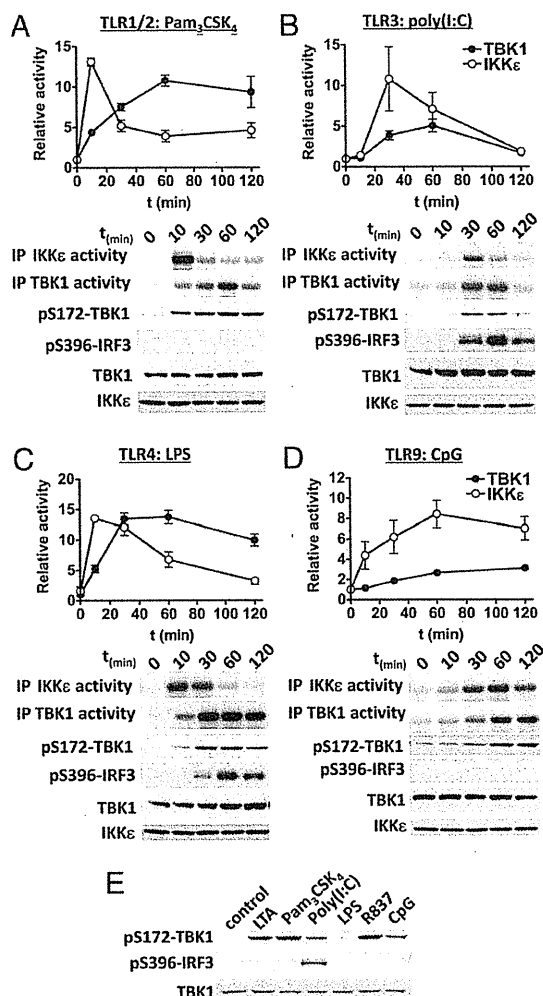 A
TLR1/2: Pam3CSK4
Relative activity
15
10
5
0
0 20 40 60 80 100 120
t (min)
t(min) 0 10 30 60 120
IP IKKε activity
IP TBK1 activity
pS172-TBK1
pS396-IRF3
TBK1
IKKε
B
TLR3: poly(I:C)
TBK1
IKKε
Relative activity
15
10
5
0
0 20 40 60 80 100 120
t (min)
t(min) 0 10 30 60 120
IP IKKε activity
IP TBK1 activity
pS172-TBK1
pS396-IRF3
TBK1
IKKε
C
TLR4: LPS
Relative activity
20
15
10
5
0
0 20 40 60 80 100 120
t (min)
t(min) 0 10 30 60 120
IP IKKε activity
IP TBK1 activity
pS172-TBK1
pS396-IRF3
TBK1
IKKε
D
TLR9: CpG
TBK1
IKKε
Relative activity
12
10
8
6
4
2
0
0 20 40 60 80 100 120
t (min)
t(min) 0 10 30 60 120
IP IKKε activity
IP TBK1 activity
pS172-TBK1
pS396-IRF3
TBK1
IKKε
E
control LTA Pam3CSK4 Poly(I:C) LPS R837 CpG
pS172-TBK1
pS396-IRF3
TBK1